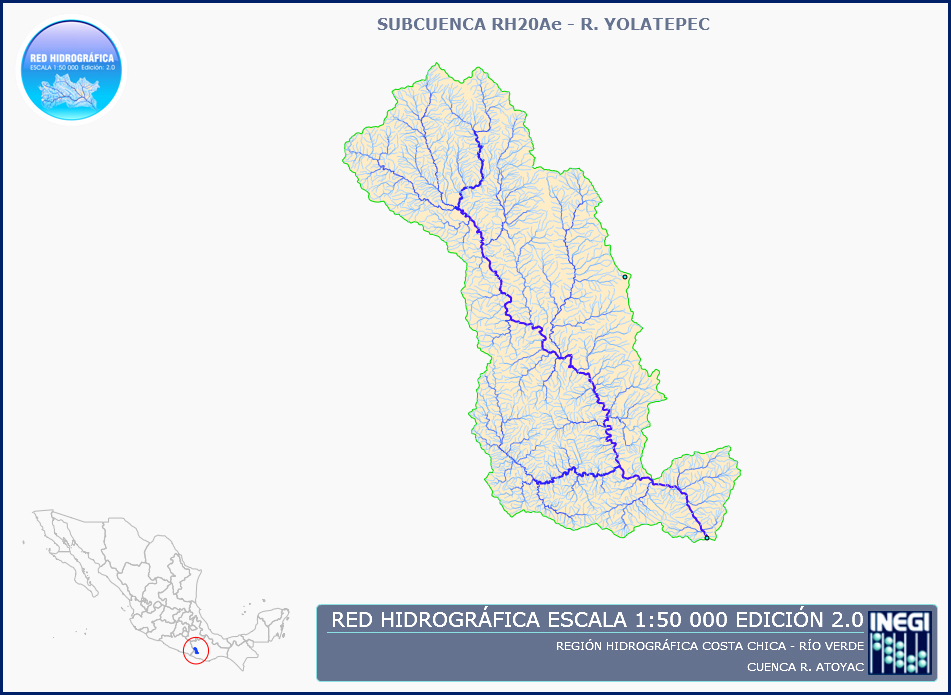 SUBCUENCA RH20Ae - R. YOLATEPEC
RED HIDROGRÁFICA
ESCALA 1:50 000 Edición: 2.0
RED HIDROGRÁFICA ESCALA 1:50 000 EDICIÓN 2.0
REGIÓN HIDROGRÁFICA COSTA CHICA - RÍO VERDE
CUENCA R. ATOYAC
INEGI